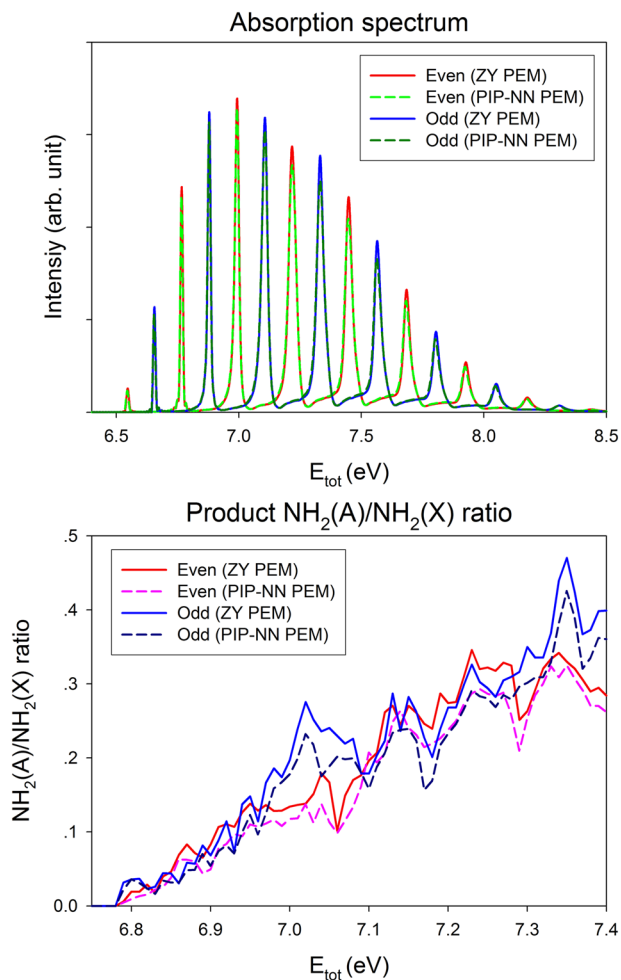 Absorption spectrum
Intensiy (arb. unit)
Even (ZY PEM)
Even (PIP-NN PEM)
Odd (ZY PEM)
Odd (PIP-NN PEM)
6.5 7.0 7.5 8.0 8.5
E_tot (eV)
Product NH₂(A)/NH₂(X) ratio
NH₂(A)/NH₂(X) ratio
.5
.4
.3
.2
.1
0.0
Even (ZY PEM)
Even (PIP-NN PEM)
Odd (ZY PEM)
Odd (PIP-NN PEM)
6.8 6.9 7.0 7.1 7.2 7.3 7.4
E_tot (eV)